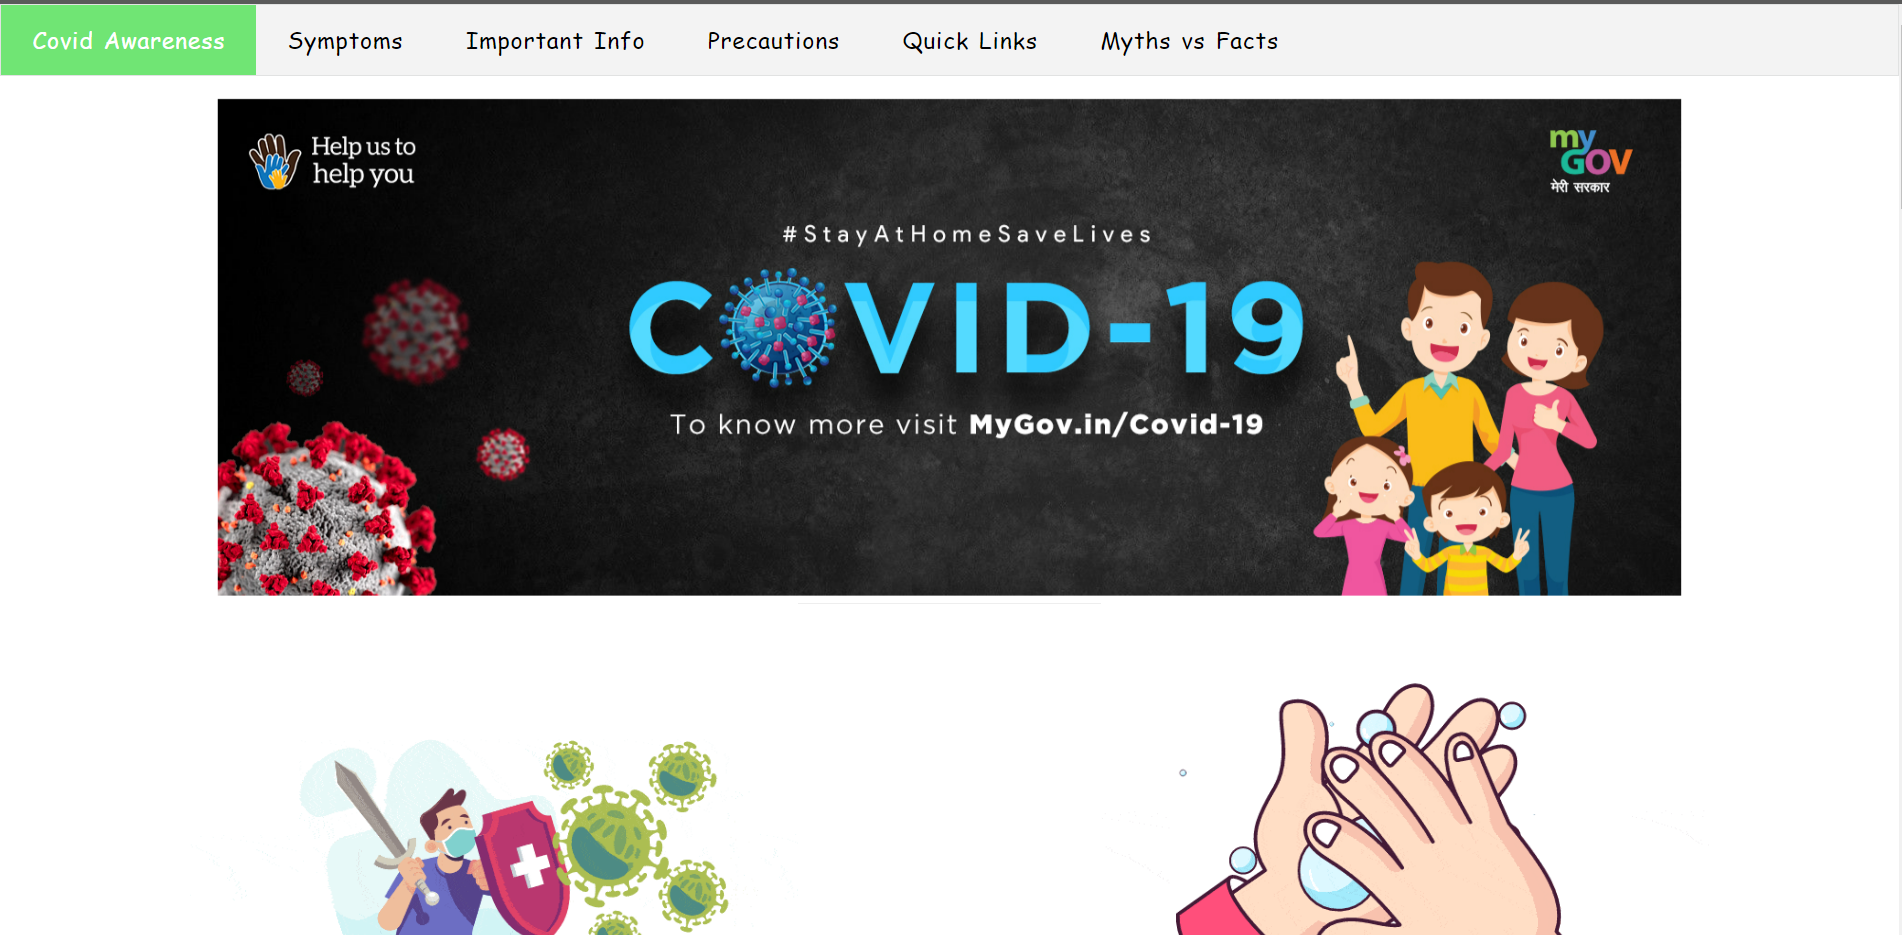 Covid Awareness
Symptoms
Important Info
Precautions
Quick Links
Myths vs Facts
Help us to
help you
my
GOV
मेरी सरकार
#StayAtHomeSaveLives
COVID-19
To know more visit MyGov.in/Covid-19